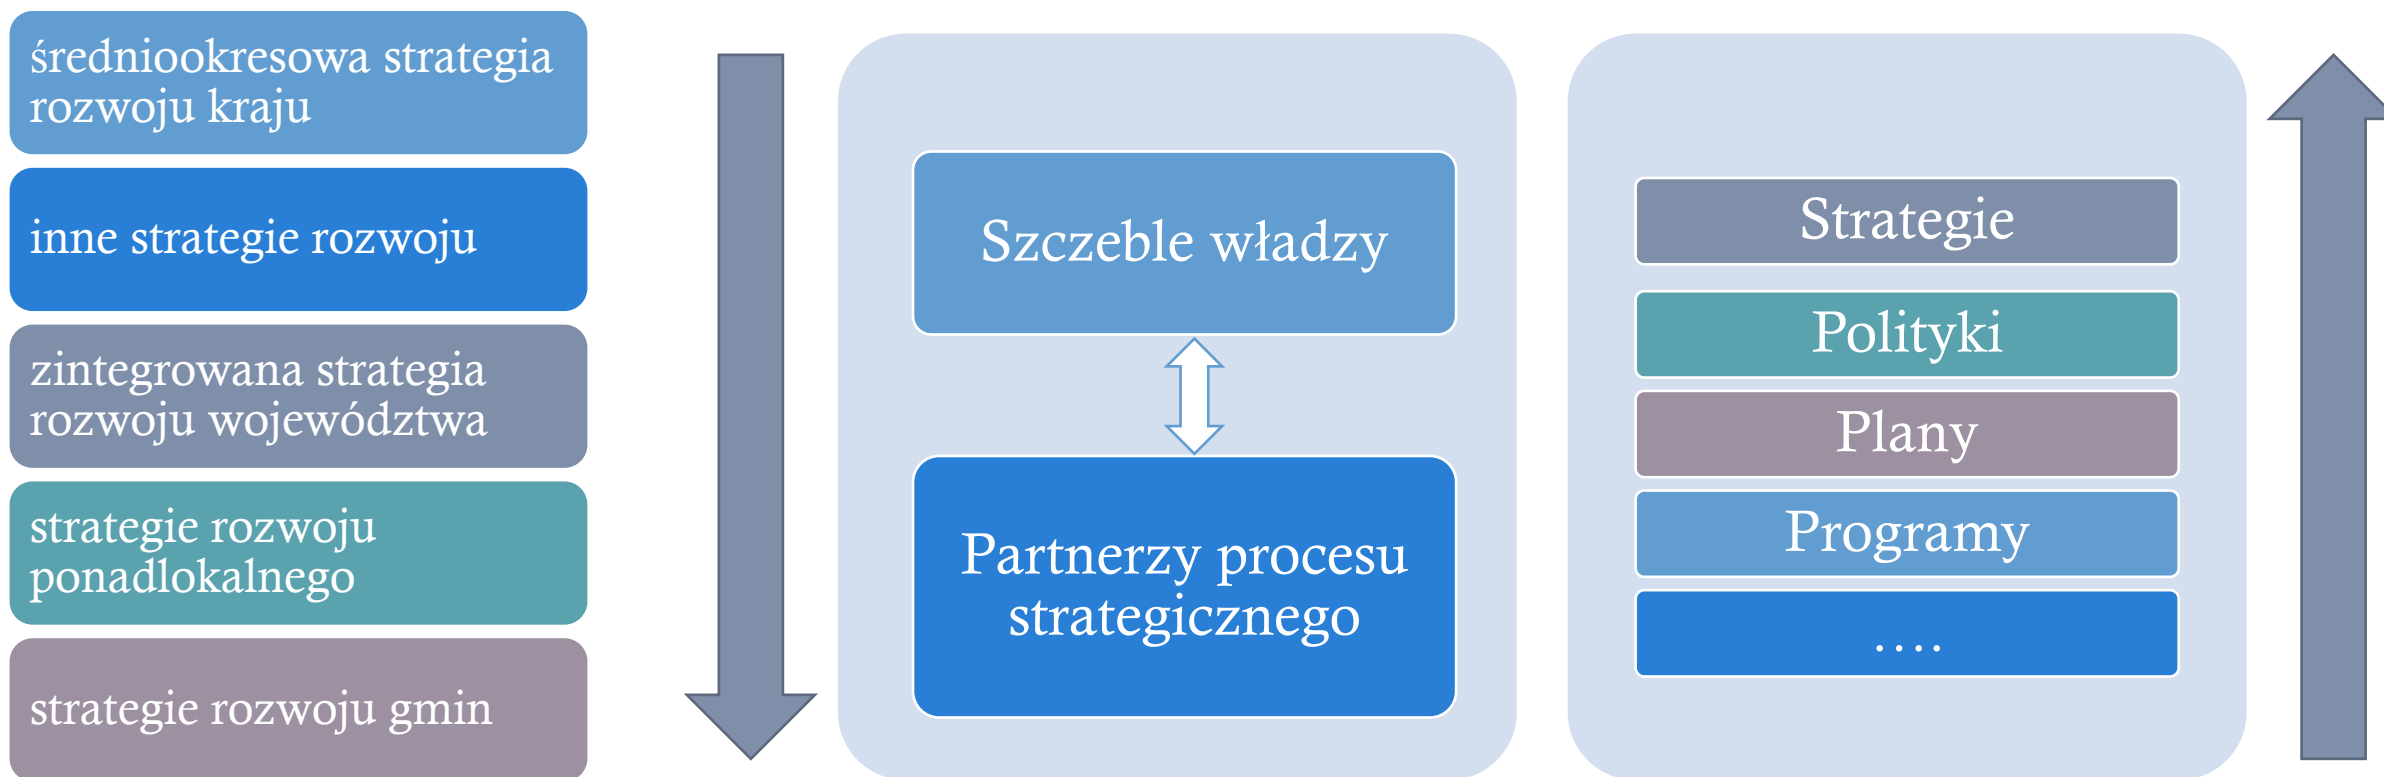 średniookresowa strategia
rozwoju kraju
inne strategie rozwoju
zintegrowana strategia
rozwoju województwa
strategie rozwoju
ponadlokalnego
strategie rozwoju gmin
Szczeble władzy
Partnerzy procesu
strategicznego
Strategie
Polityki
Plany
Programy
....